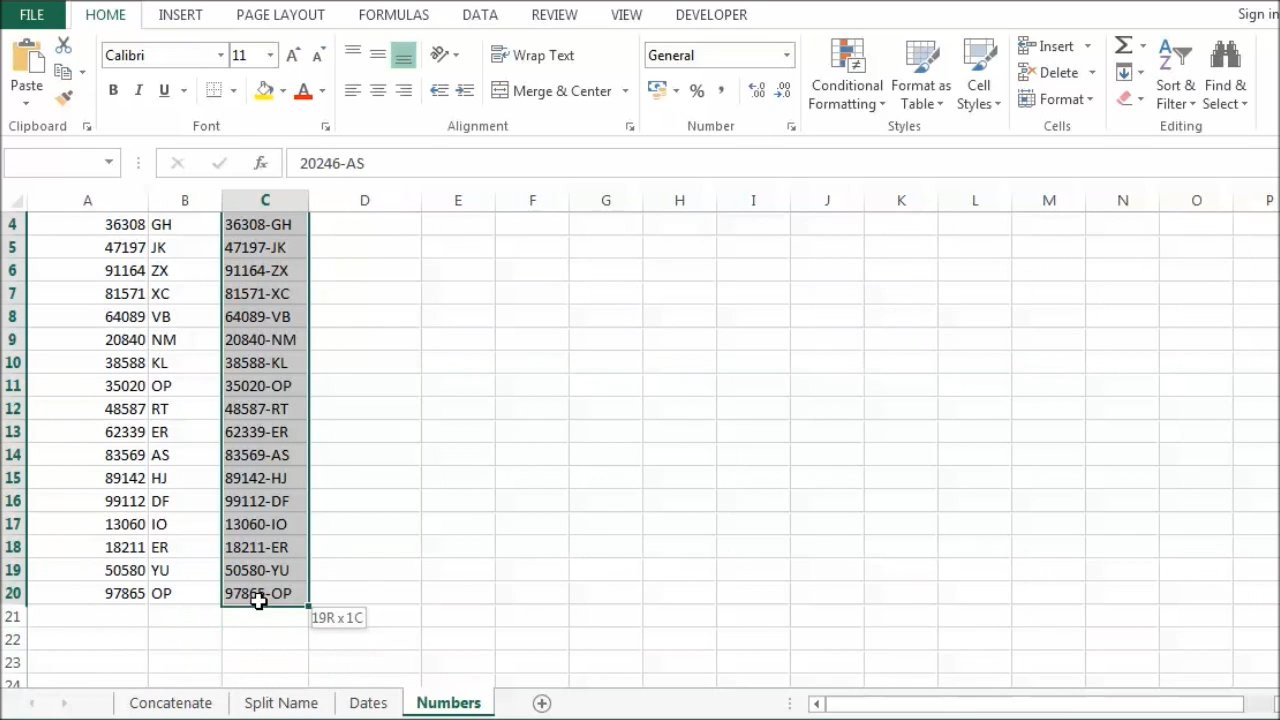 FILE HOME INSERT PAGE LAYOUT FORMULAS DATA REVIEW VIEW DEVELOPER Sign in
Calibri 11 Wrap Text General Insert
Paste B I U Merge & Center % , Conditional Formatting Format as Table Cell Styles Delete Format Sort & Filter Find & Select
Clipboard Font Alignment Number Styles Cells Editing
fx 20246-AS
A B C D E F G H I J K L M N O P
4 36308 GH 36308-GH
5 47197 JK 47197-JK
6 91164 ZX 91164-ZX
7 81571 XC 81571-XC
8 64089 VB 64089-VB
9 20840 NM 20840-NM
10 38588 KL 38588-KL
11 35020 OP 35020-OP
12 48587 RT 48587-RT
13 62339 ER 62339-ER
14 83569 AS 83569-AS
15 89142 HJ 89142-HJ
16 99112 DF 99112-DF
17 13060 IO 13060-IO
18 18211 ER 18211-ER
19 50580 YU 50580-YU
20 97865 OP 97865-OP
21 19R x 1C
22
23
24
Concatenate Split Name Dates Numbers